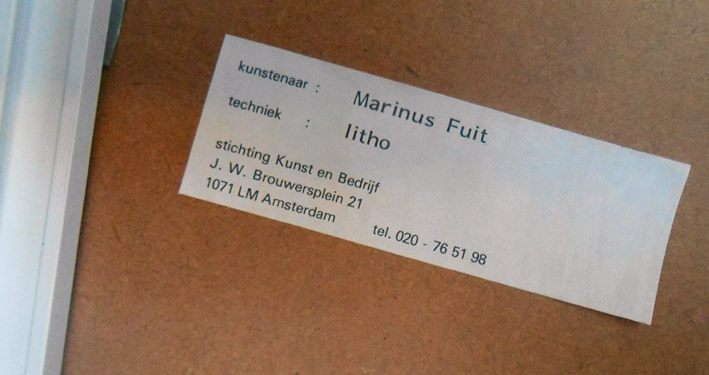 kunstenaar : Marinus Fuit
techniek : litho
stichting Kunst en Bedrijf
J. W. Brouwersplein 21
1071 LM Amsterdam tel. 020 - 76 51 98